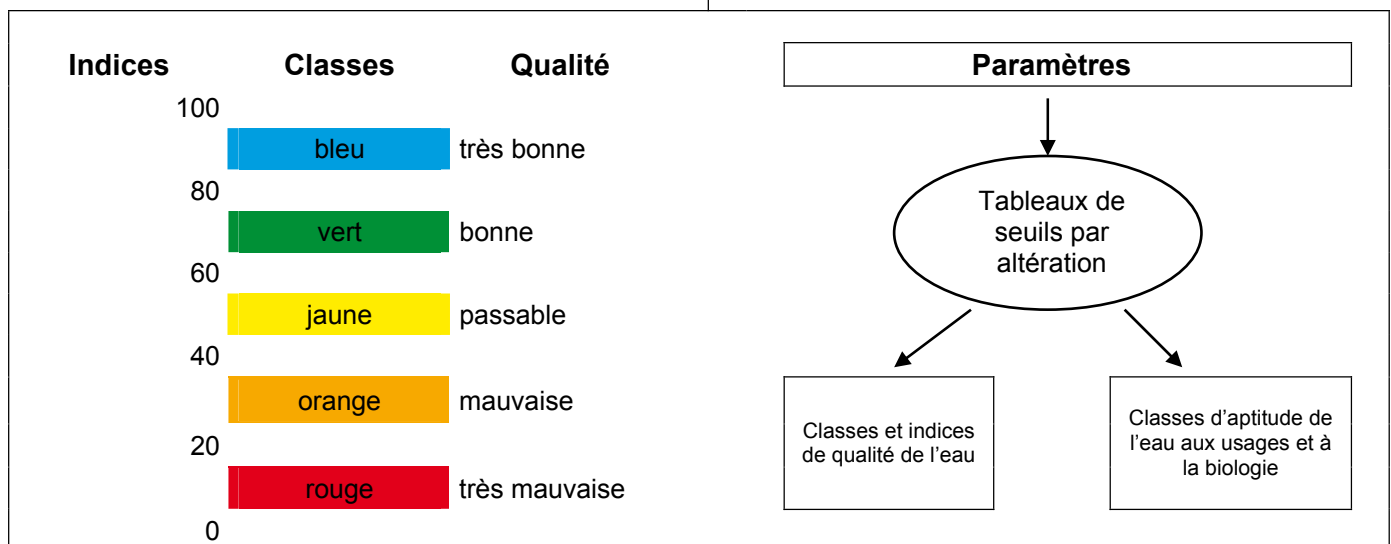 Indices Classes Qualité
100
bleu très bonne
80
vert bonne
60
jaune passable
40
orange mauvaise
20
rouge très mauvaise
0
Paramètres
Tableaux de
seuils par
altération
Classes et indices
de qualité de l'eau
Classes d'aptitude de
l'eau aux usages et à
la biologie